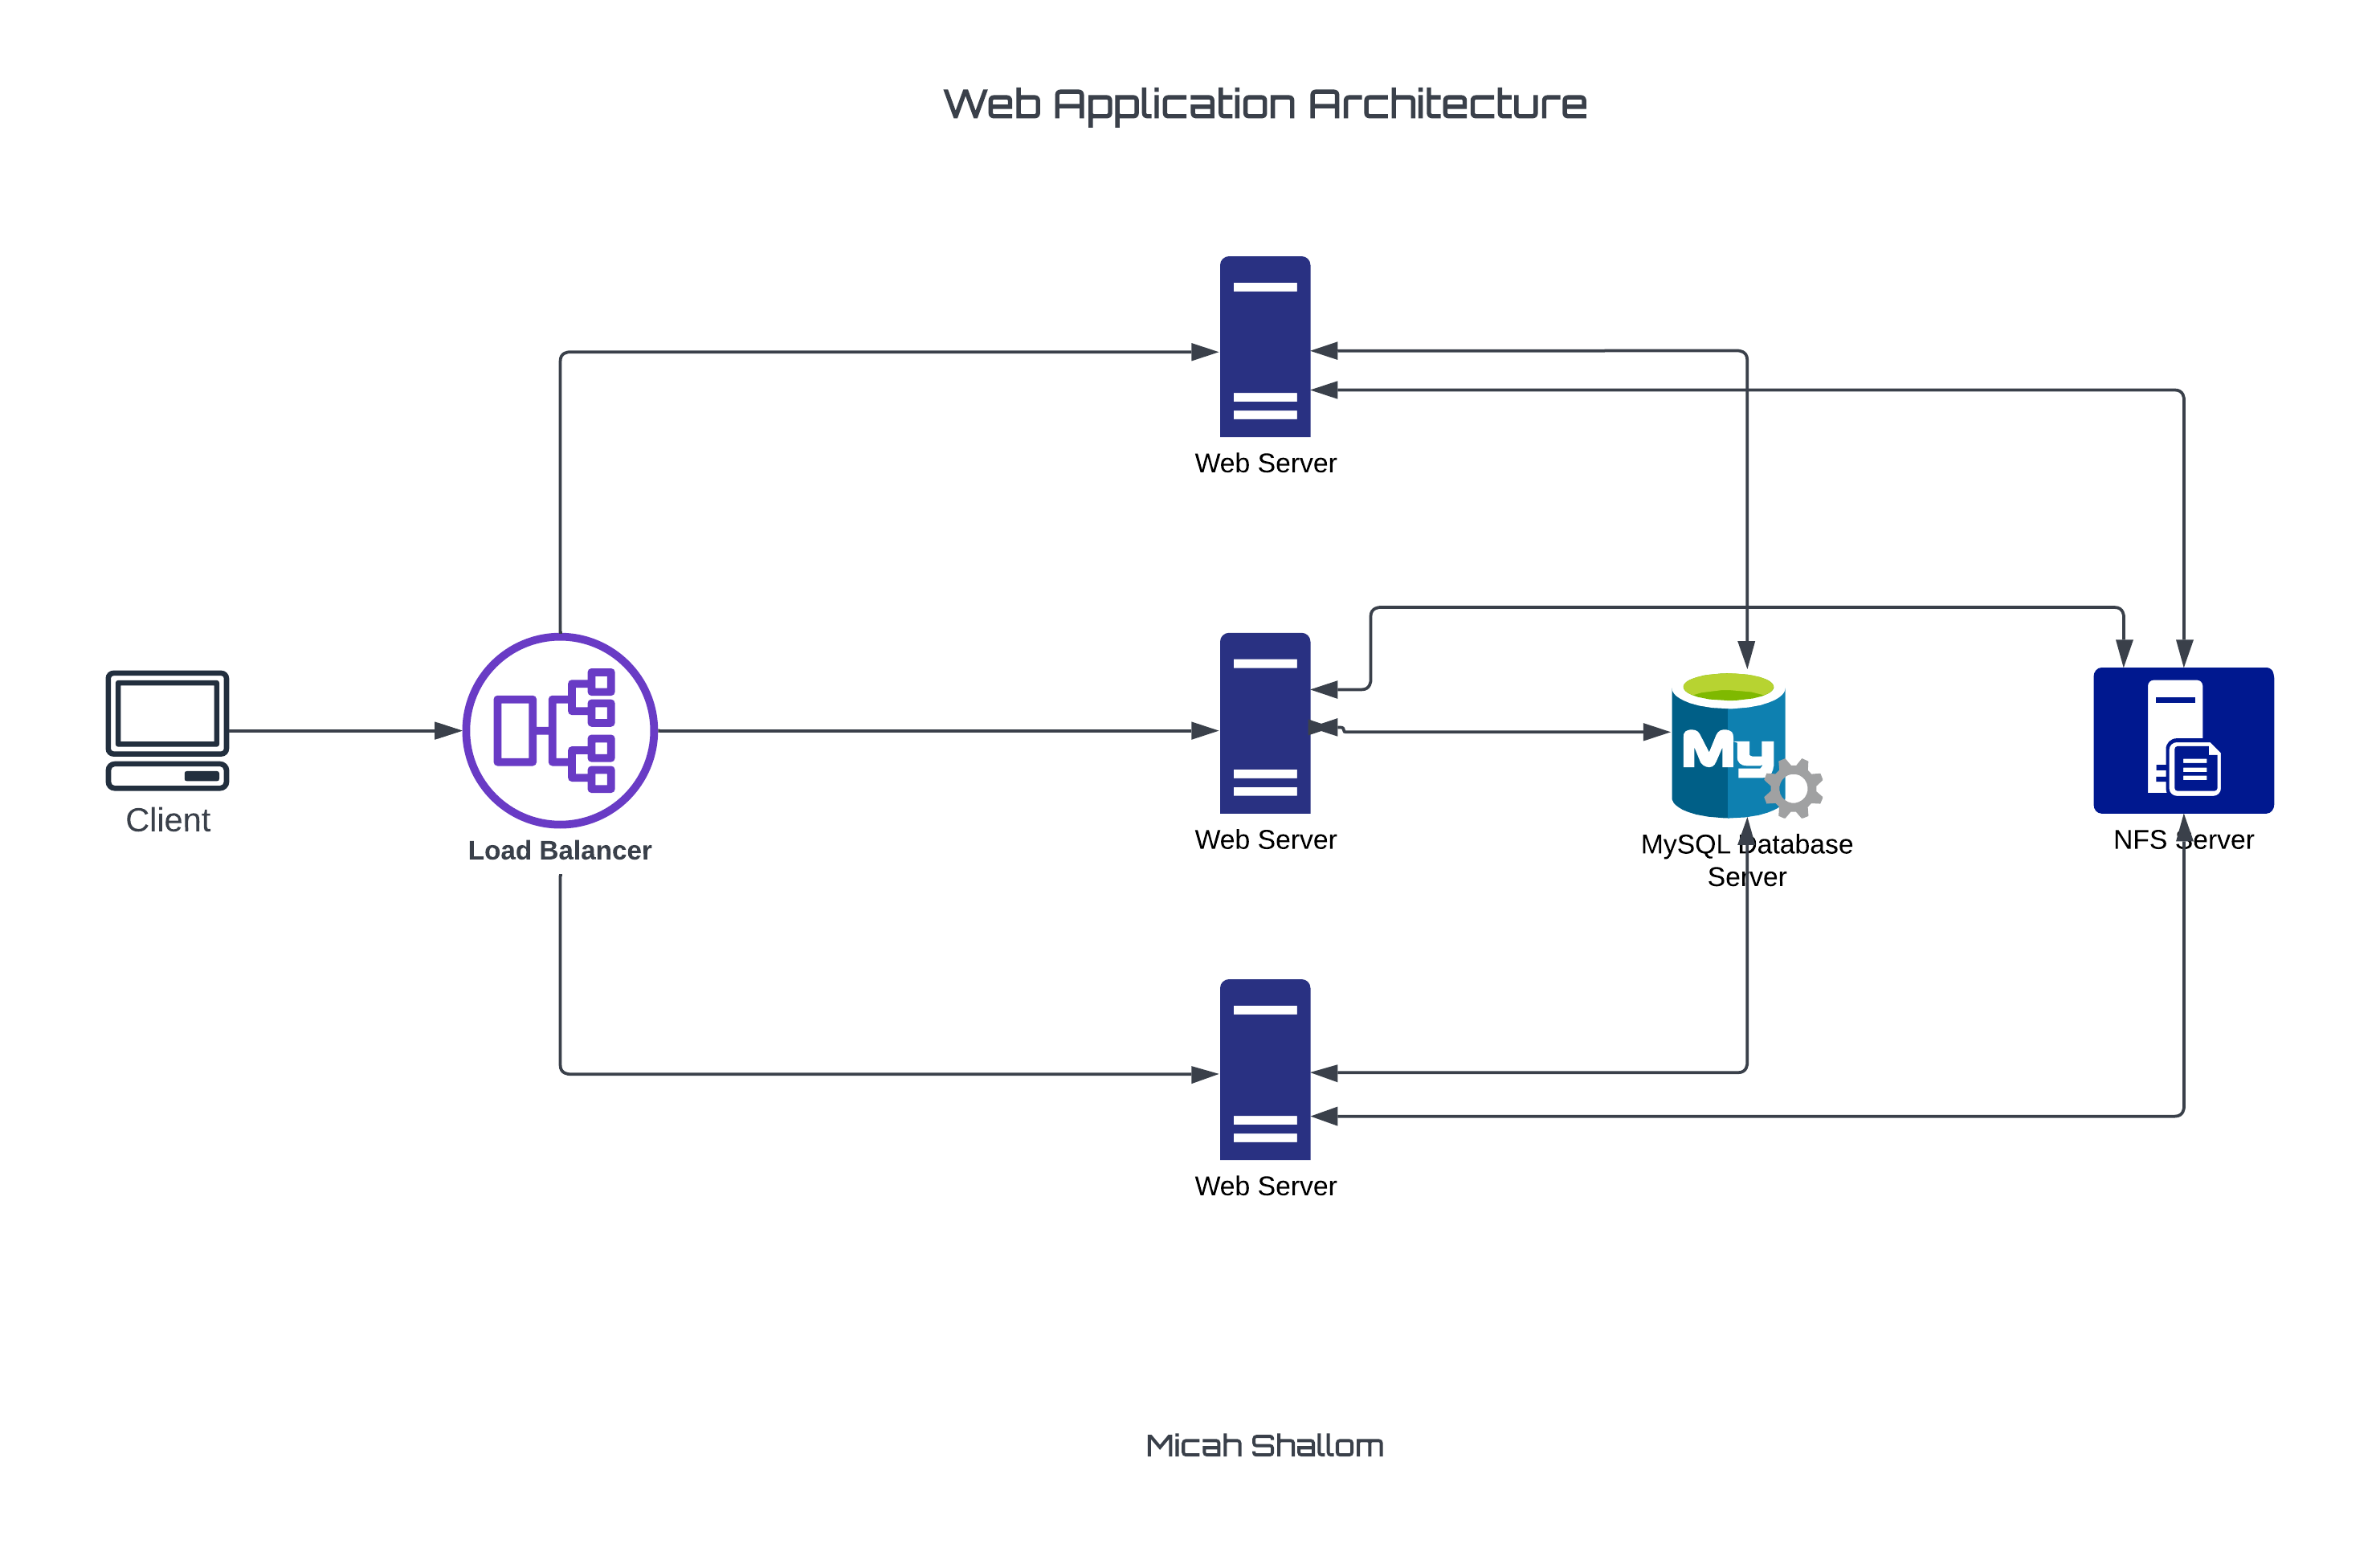 Web Application Architecture
Web Server
Client
Load Balancer
Web Server
My
MySQL Database
Server
NFS Server
Web Server
Micah Shallom